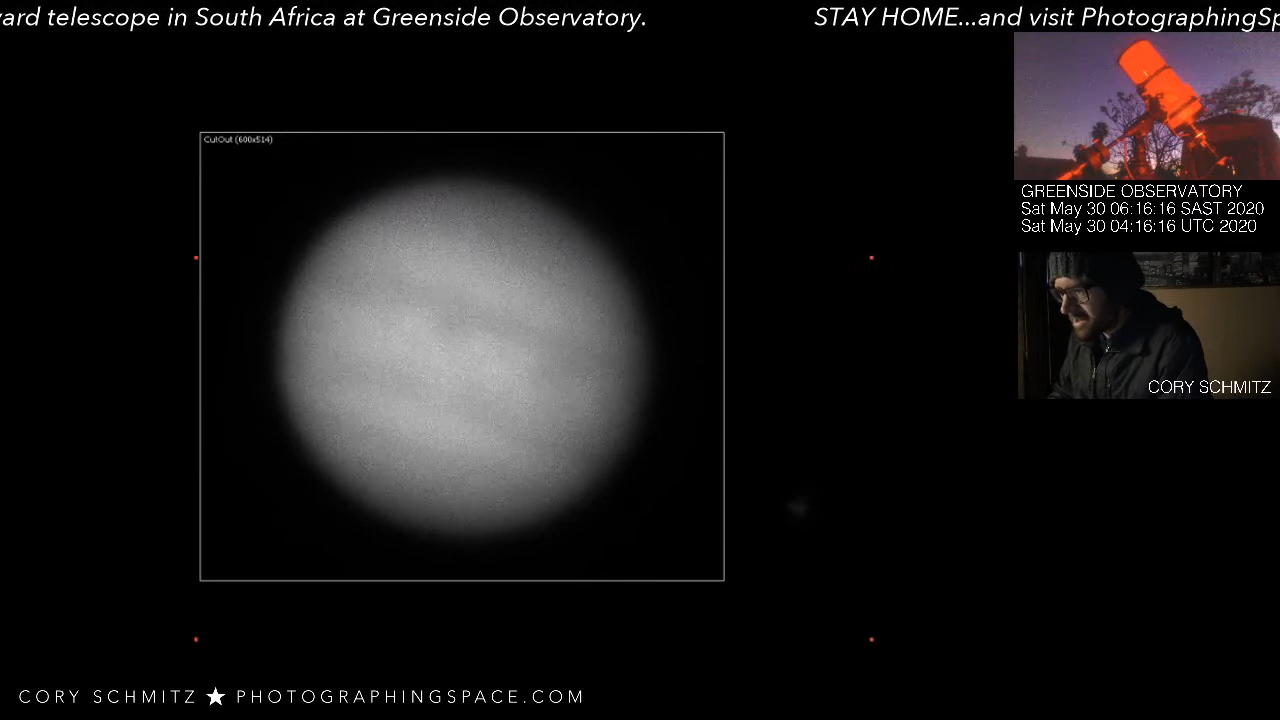 vard telescope in South Africa at Greenside Observatory. STAY HOME...and visit PhotographingSp
CutOut (600x514)
GREENSIDE OBSERVATORY
Sat May 30 06:16:16 SAST 2020
Sat May 30 04:16:16 UTC 2020
CORY SCHMITZ
CORY SCHMITZ ★ PHOTOGRAPHINGSPACE.COM